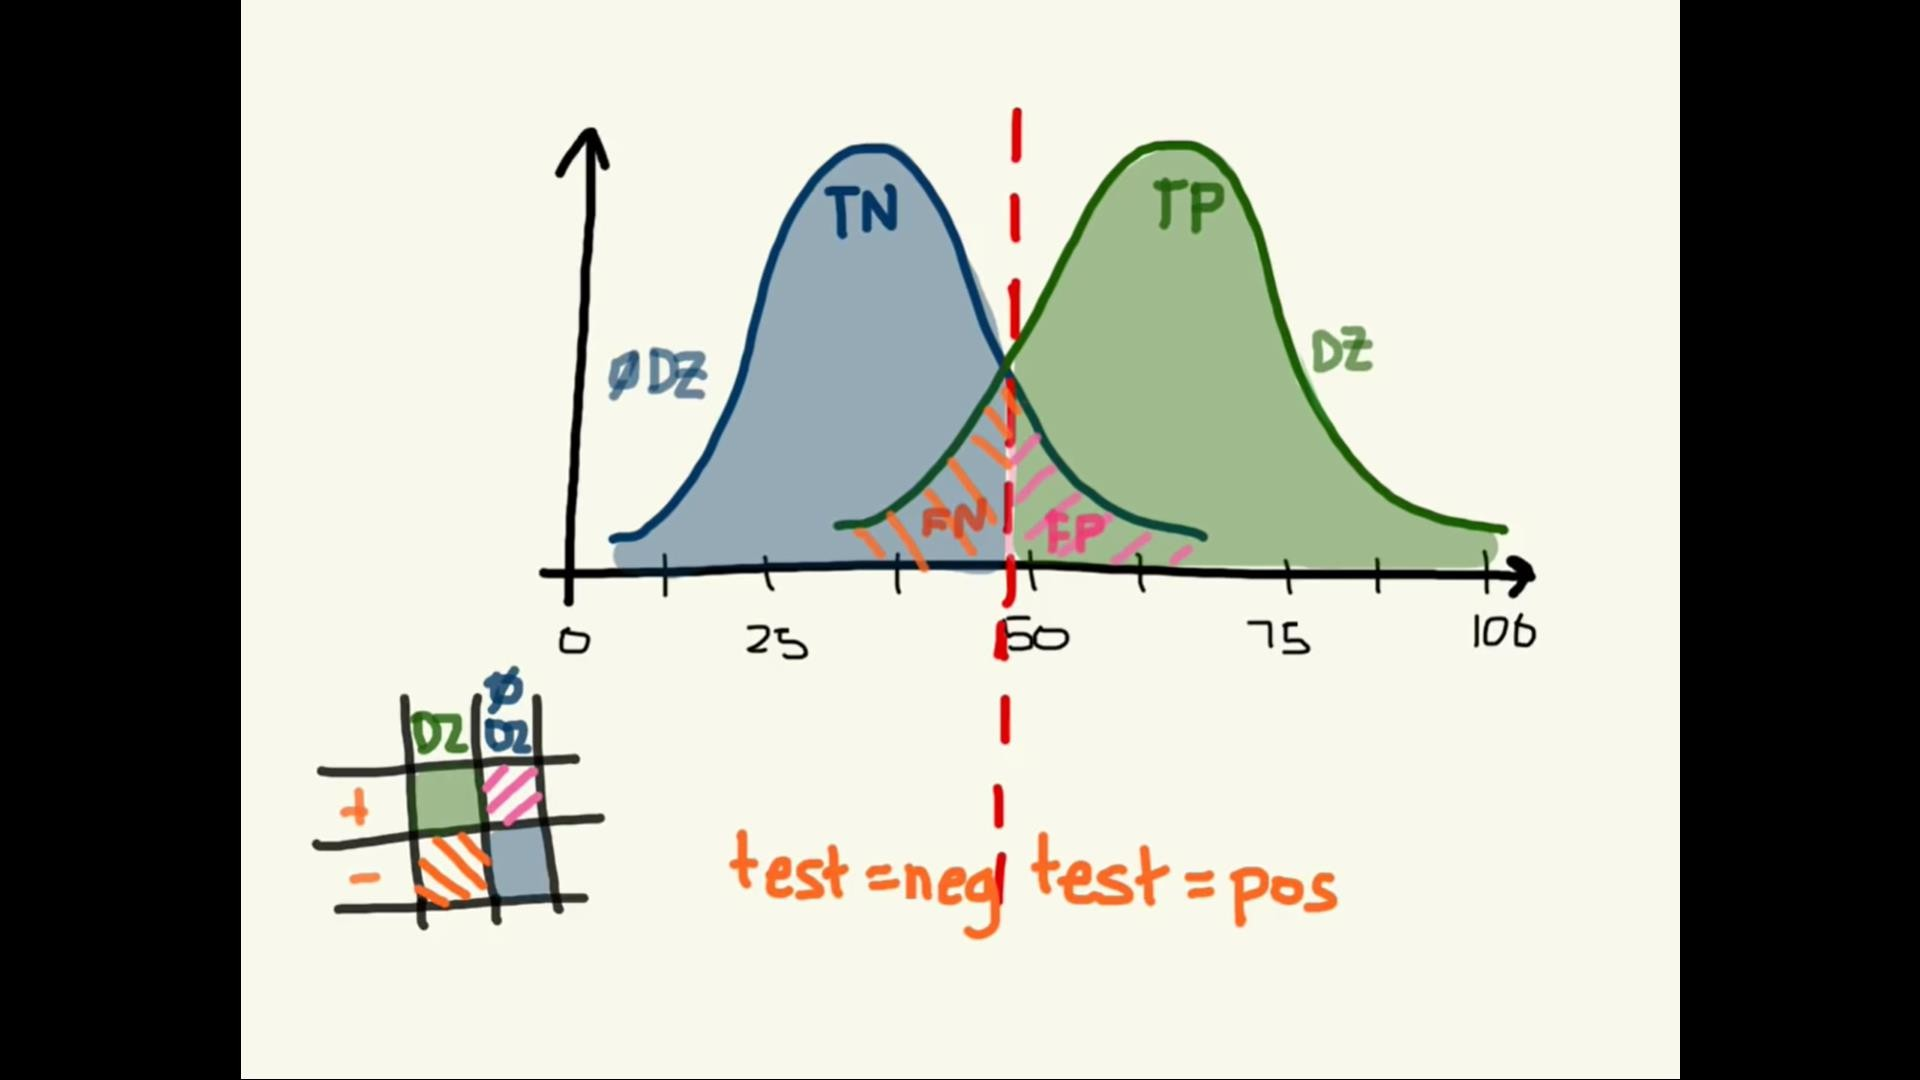 TN
TP
ØDZ
DZ
FN
FP
0
25
50
75
100
Ø
DZ
DZ
+
-
test=neg
test=pos